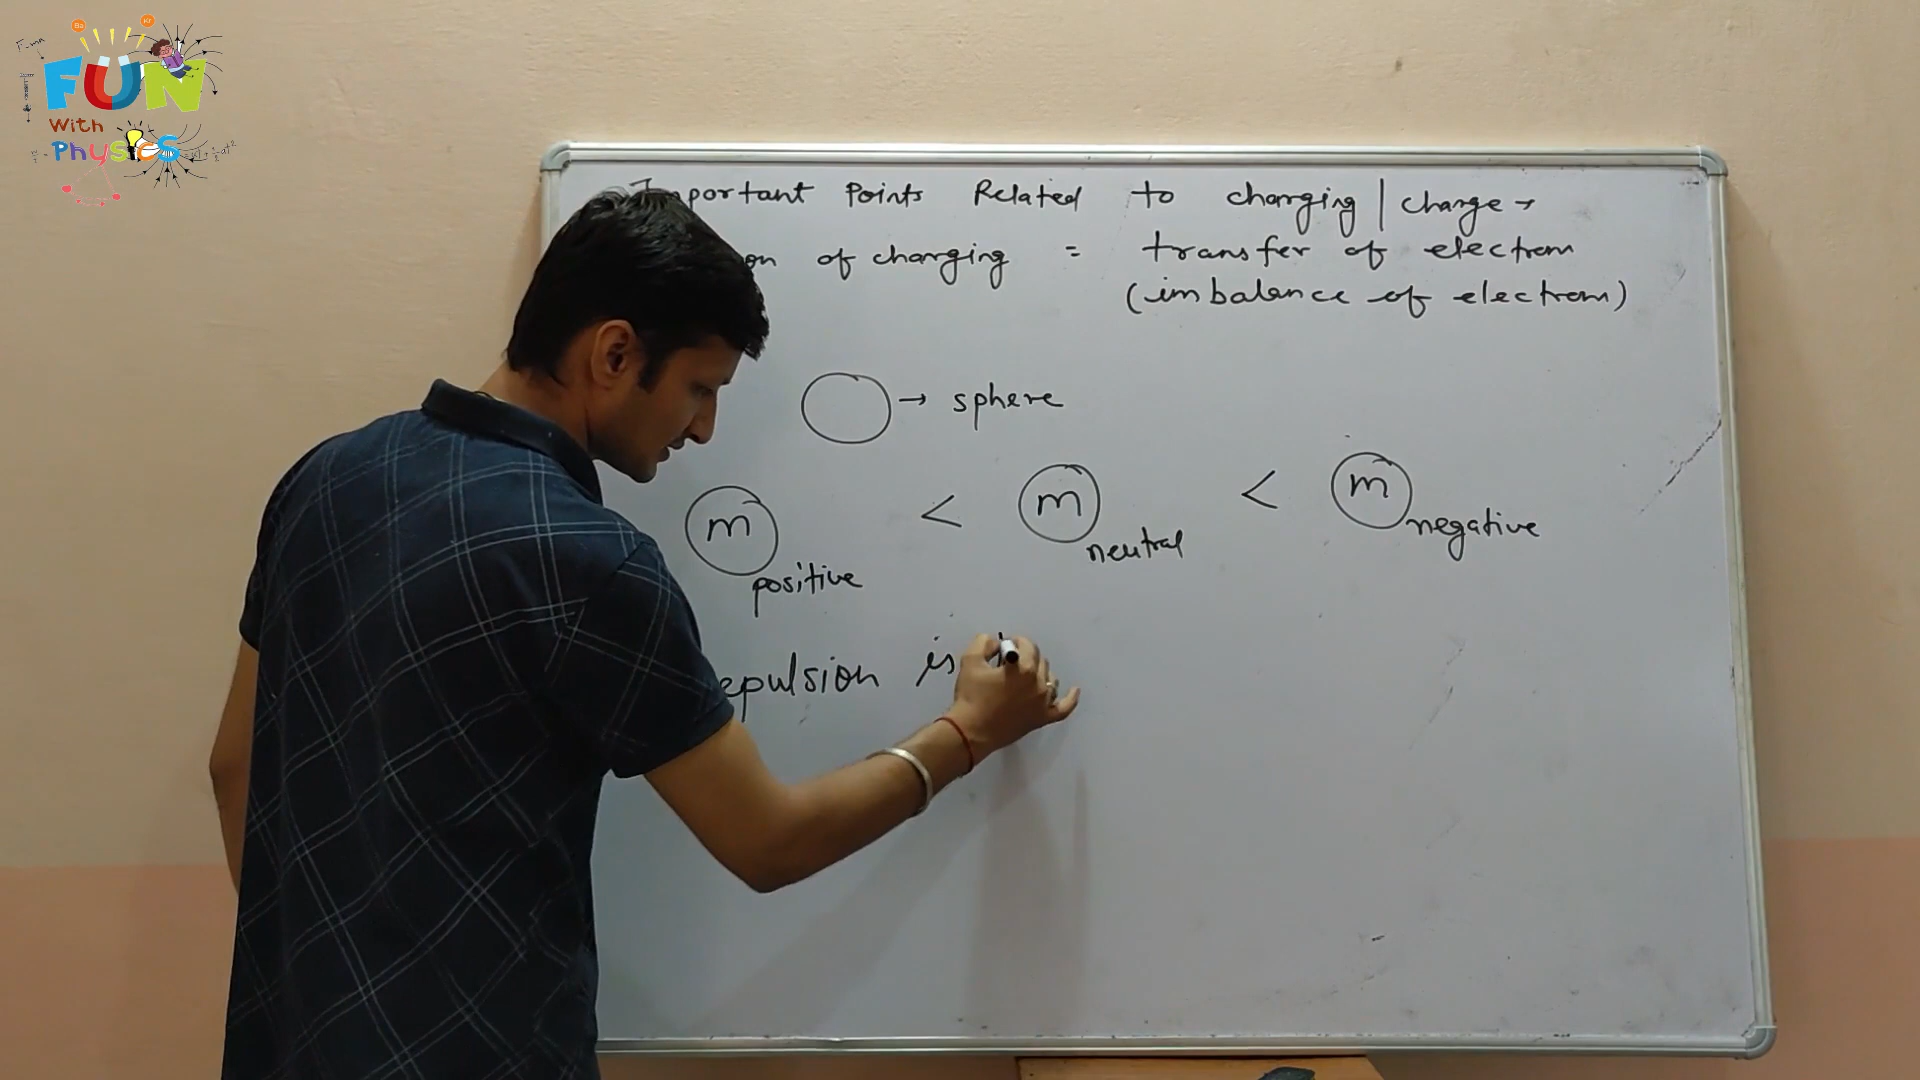 FUN
With
Physics
Important Points Related to charging | charge →
of charging = transfer of electron
(imbalance of electron)
→ sphere
m < m < m
positive neutral negative
epulsion is